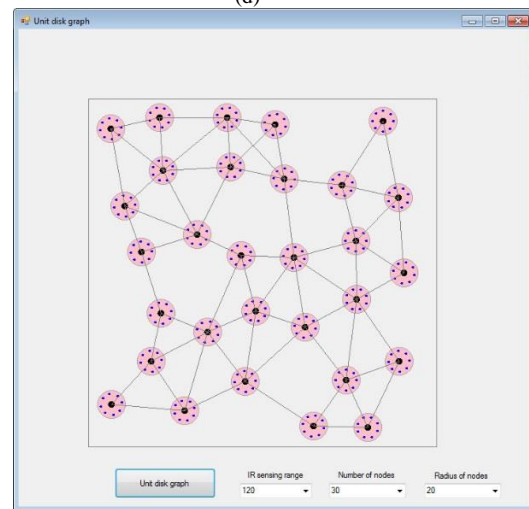 (d)
Unit disk graph
Unit disk graph
IR sensing range
120
Number of nodes
30
Radius of nodes
20